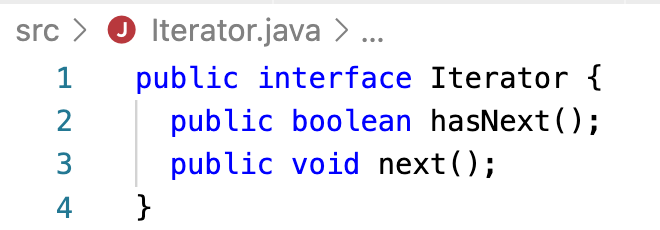 src > J Iterator.java > ...
1 public interface Iterator {
2 public boolean hasNext();
3 public void next();
4 }